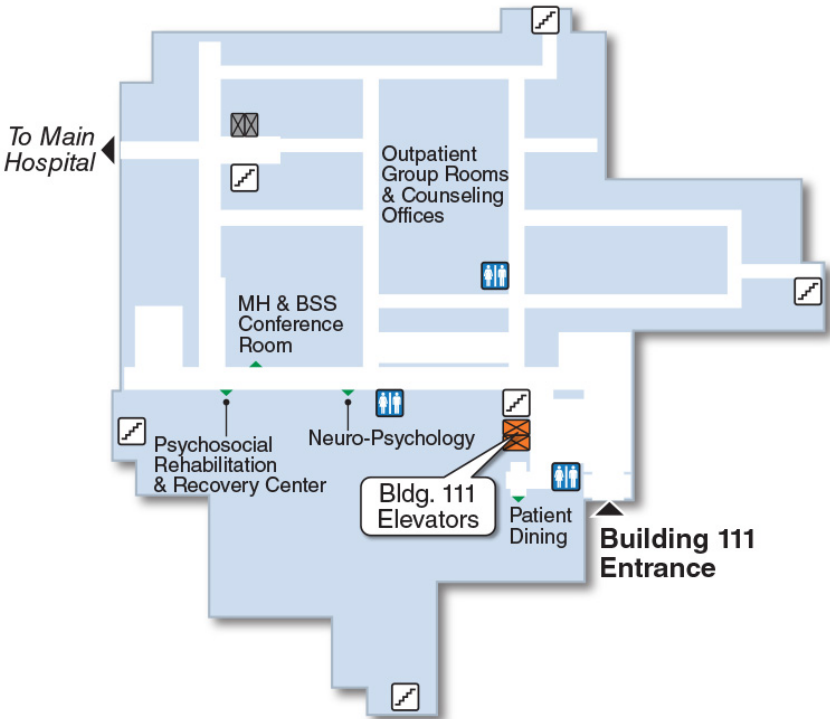 To Main
Hospital
Outpatient
Group Rooms
& Counseling
Offices
MH & BSS
Conference
Room
Psychosocial
Rehabilitation
& Recovery Center
Neuro-Psychology
Bldg. 111
Elevators
Patient
Dining
Building 111
Entrance